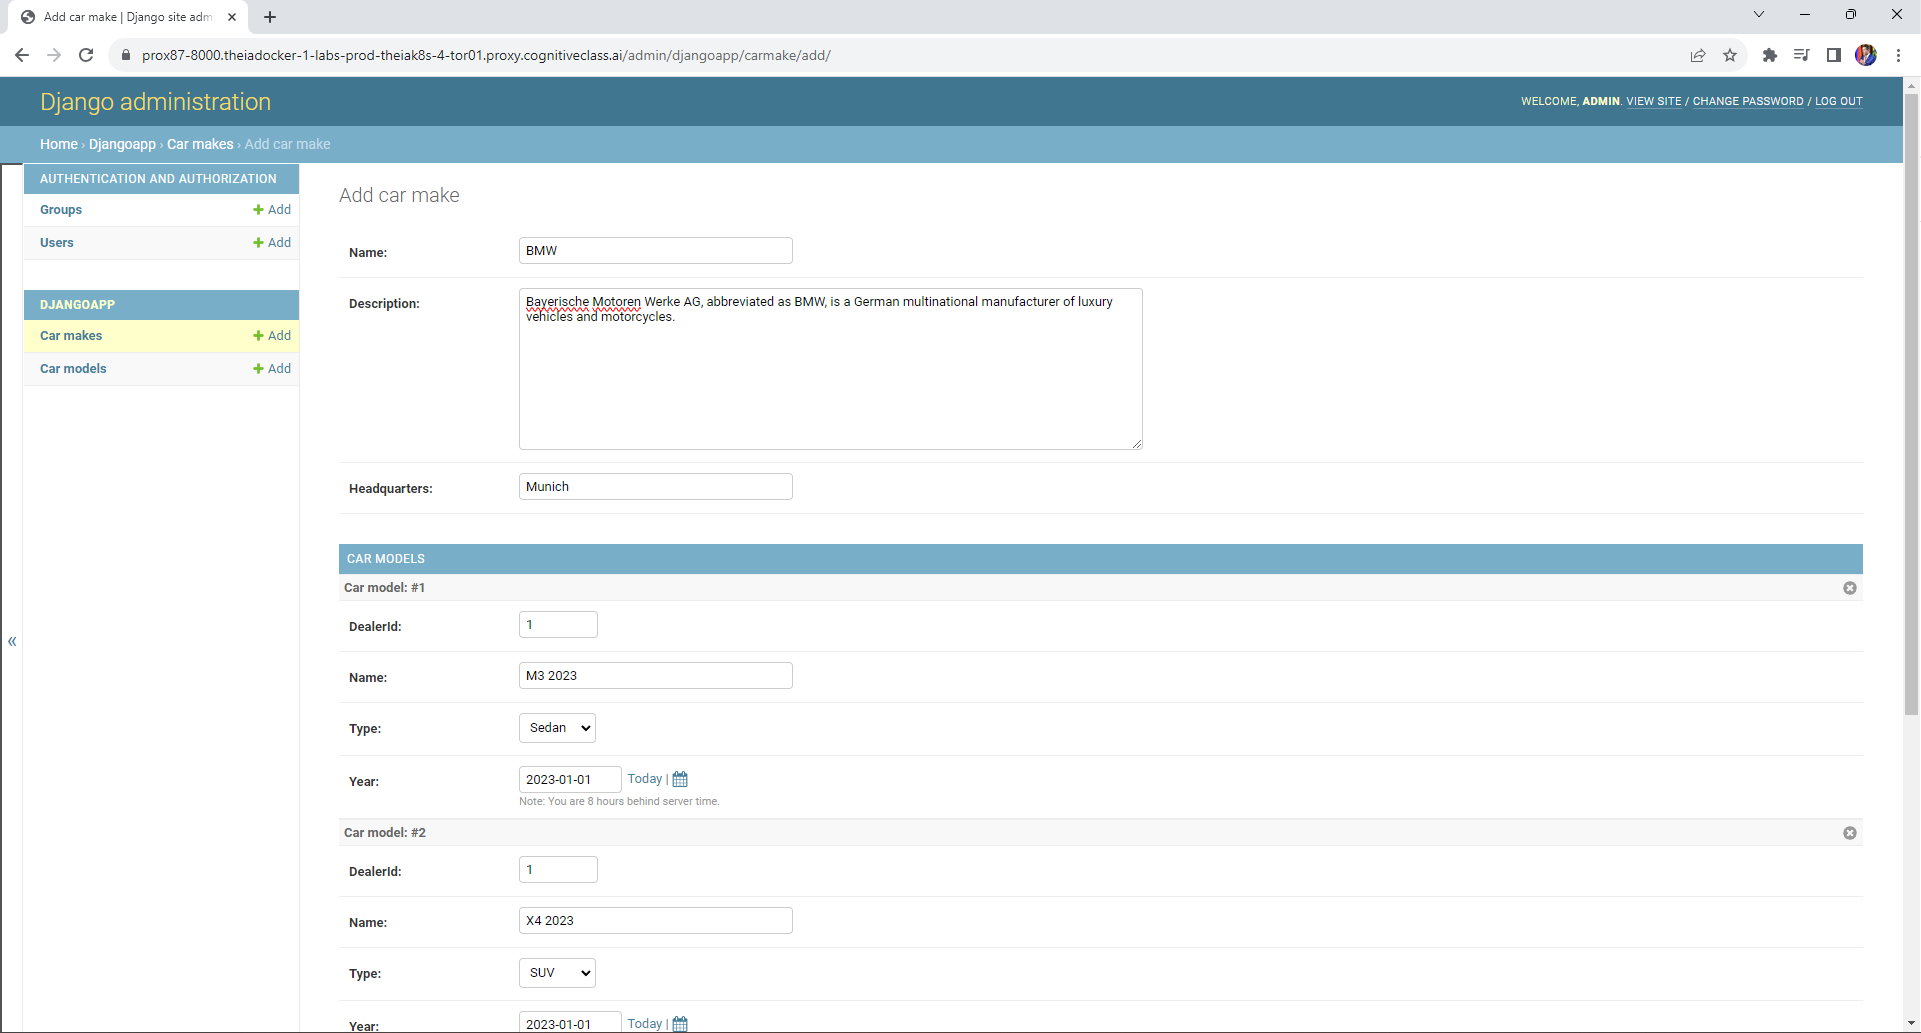 Add car make | Django site adm
prox87-8000.theiadocker-1-labs-prod-theiak8s-4-tor01.proxy.cognitiveclass.ai/admin/djangoapp/carmake/add/
Django administration
WELCOME, ADMIN. VIEW SITE / CHANGE PASSWORD / LOG OUT
Home › Djangoapp › Car makes › Add car make
AUTHENTICATION AND AUTHORIZATION
Groups + Add
Users + Add
DJANGOAPP
Car makes + Add
Car models + Add
«
Add car make
Name: BMW
Description: Bayerische Motoren Werke AG, abbreviated as BMW, is a German multinational manufacturer of luxury
vehicles and motorcycles.
Headquarters: Munich
CAR MODELS
Car model: #1
DealerId: 1
Name: M3 2023
Type: Sedan
Year: 2023-01-01 Today |
Note: You are 8 hours behind server time.
Car model: #2
DealerId: 1
Name: X4 2023
Type: SUV
Year: 2023-01-01 Today |